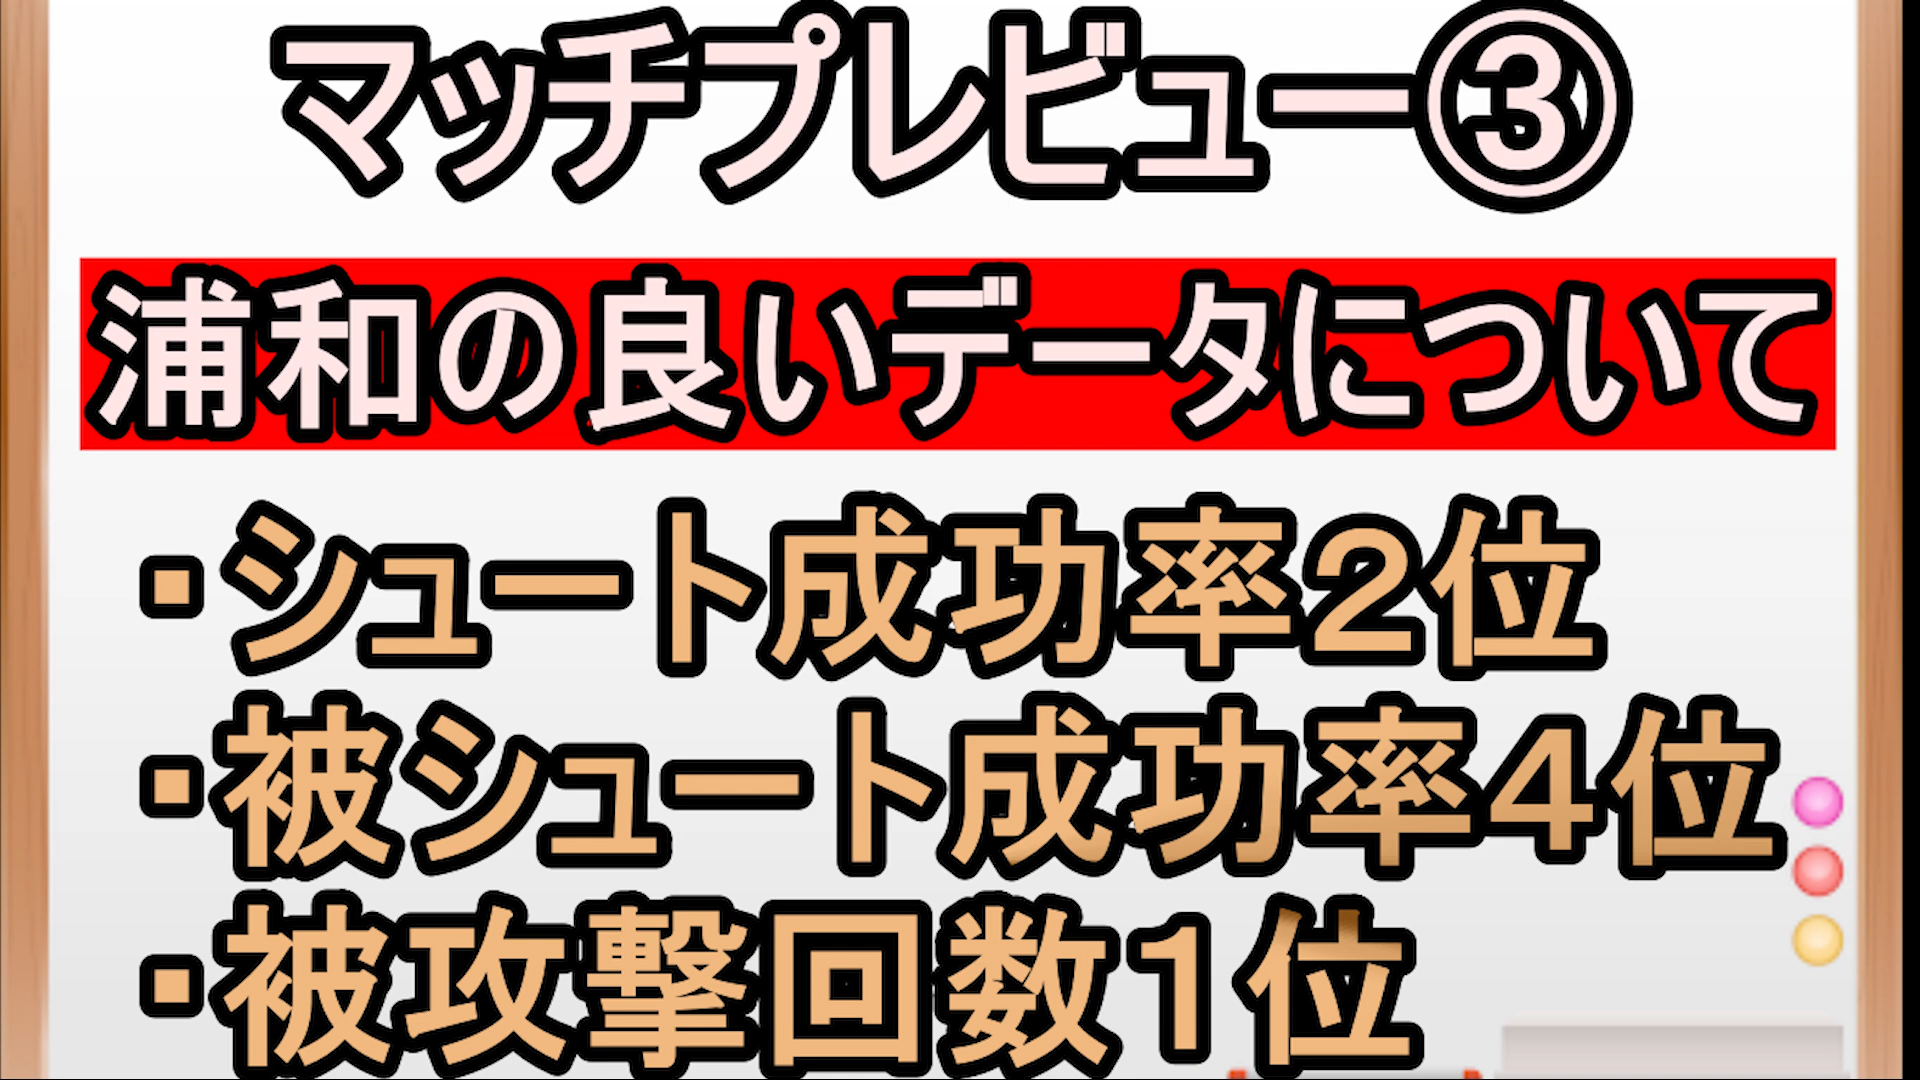 マッチプレビュー③
浦和の良いデータについて
・シュート成功率2位
・被シュート成功率4位
・被攻撃回数1位